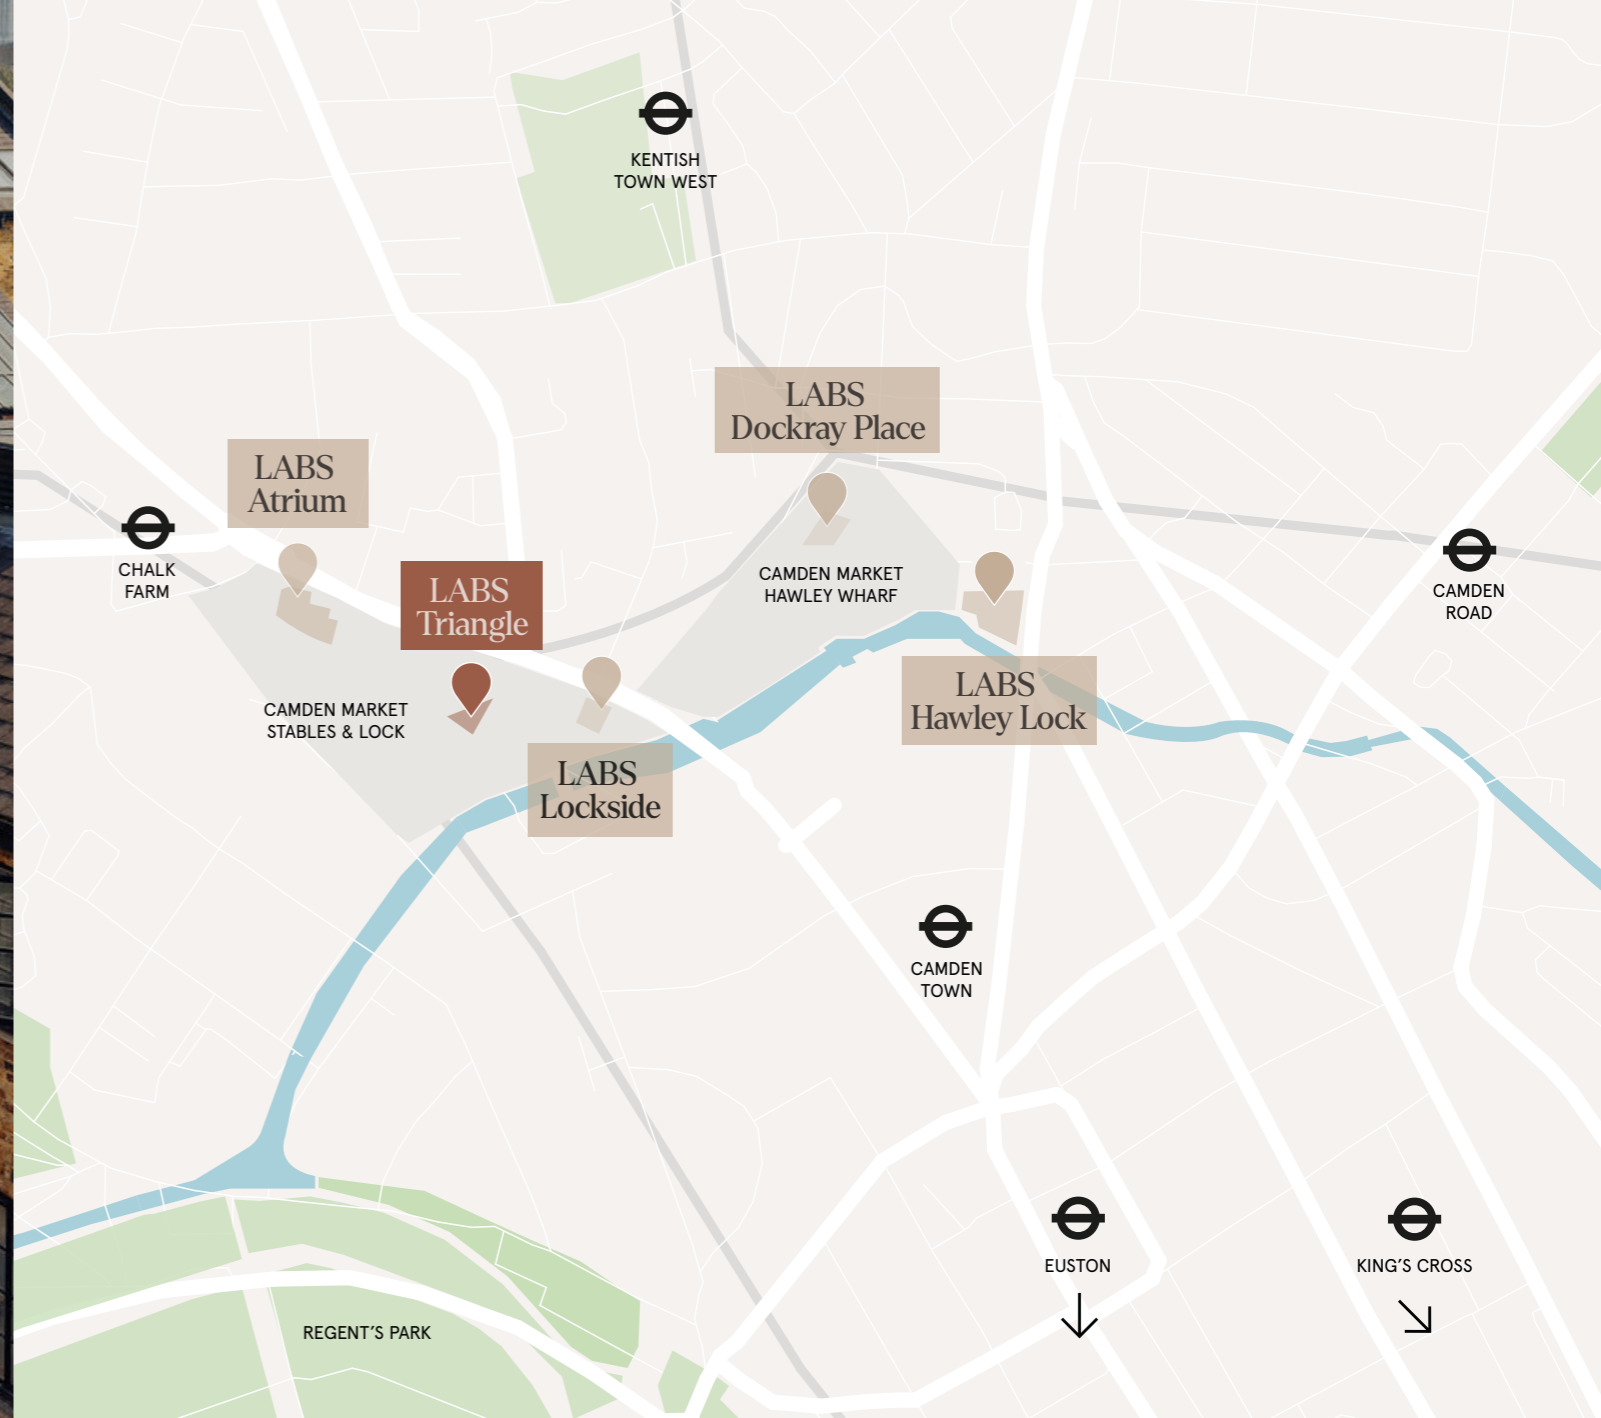 KENTISH
TOWN WEST
LABS
Dockray Place
LABS
Atrium
CHALK
FARM
LABS
Triangle
CAMDEN MARKET
HAWLEY WHARF
CAMDEN
ROAD
CAMDEN MARKET
STABLES & LOCK
LABS
Hawley Lock
LABS
Lockside
CAMDEN
TOWN
EUSTON
KING’S CROSS
REGENT’S PARK